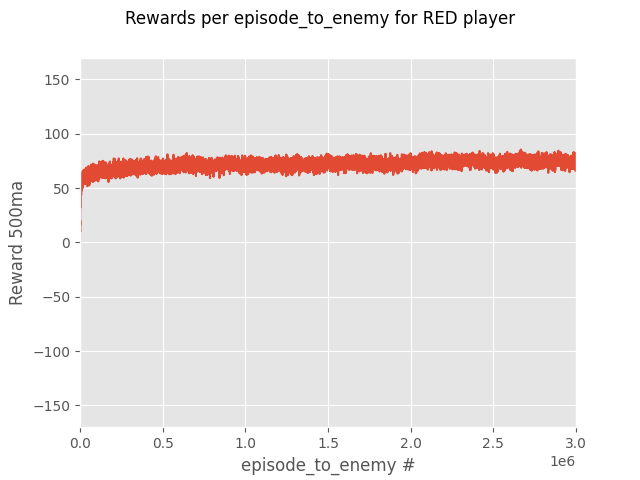 Rewards per episode_to_enemy for RED player
150
100
50
0
−50
−100
−150
Reward 500ma
0.0 0.5 1.0 1.5 2.0 2.5 3.0
1e6
episode_to_enemy #